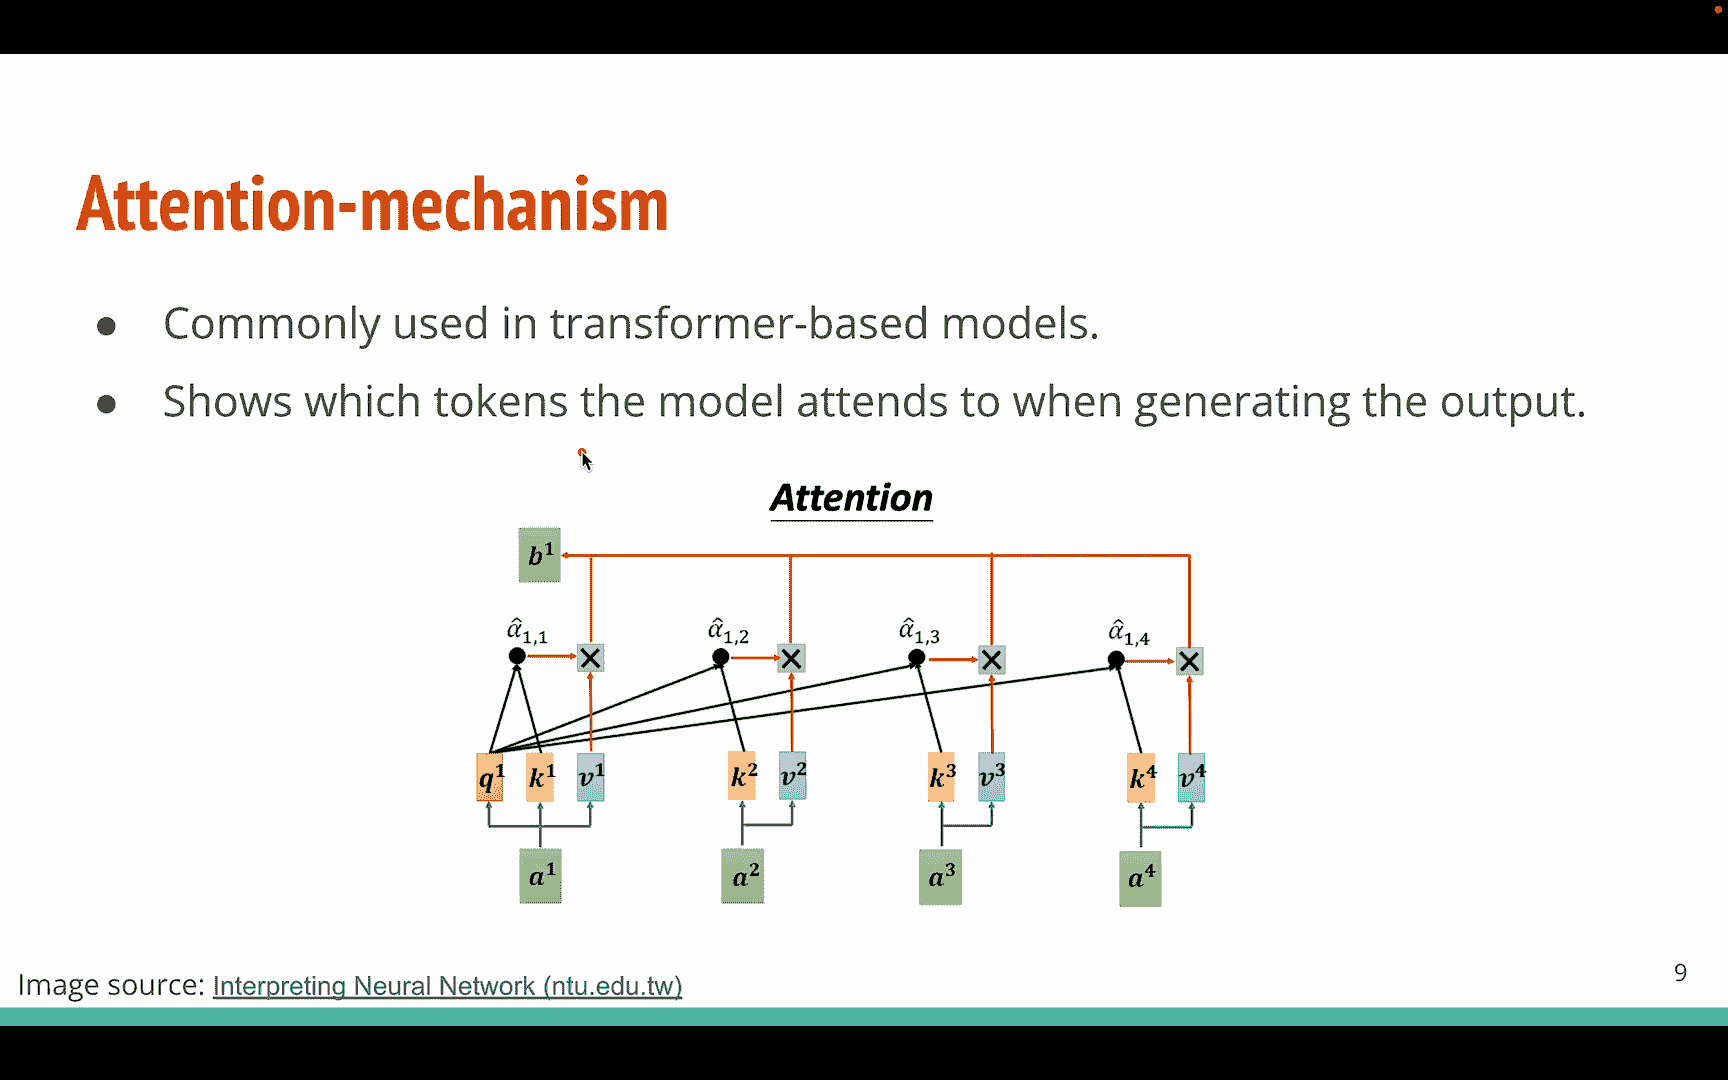 Attention-mechanism
● Commonly used in transformer-based models.
● Shows which tokens the model attends to when generating the output.
Attention
b¹
α̂₁,₁ α̂₁,₂ α̂₁,₃ α̂₁,₄
× × × ×
q¹ k¹ v¹ k² v² k³ v³ k⁴ v⁴
a¹ a² a³ a⁴
Image source: Interpreting Neural Network (ntu.edu.tw)
9